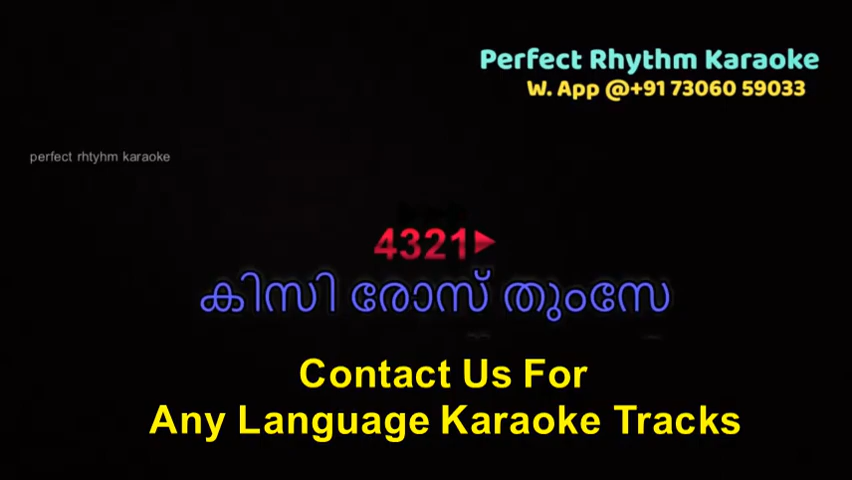 Perfect Rhythm Karaoke
W. App @+91 73060 59033
perfect rhtyhm karaoke
4321
കിസി രോസ് തുംസേ
Contact Us For
Any Language Karaoke Tracks